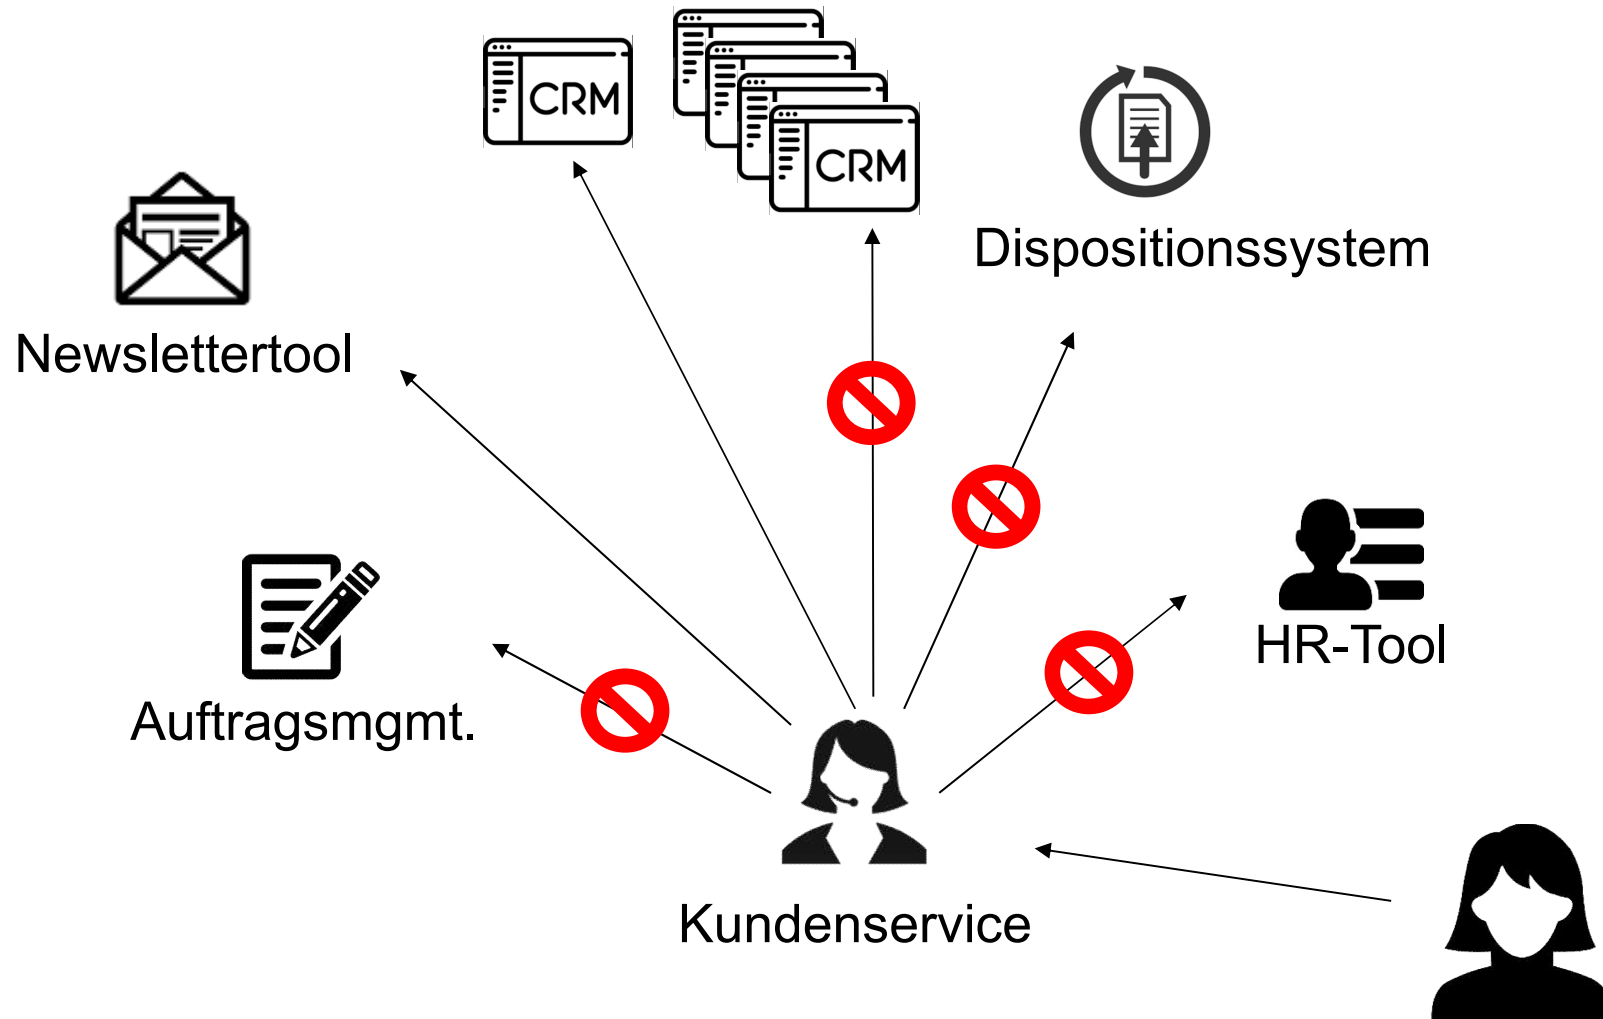 CRM
CRM
Dispositionssystem
Newslettertool
HR-Tool
Auftragsmgmt.
Kundenservice